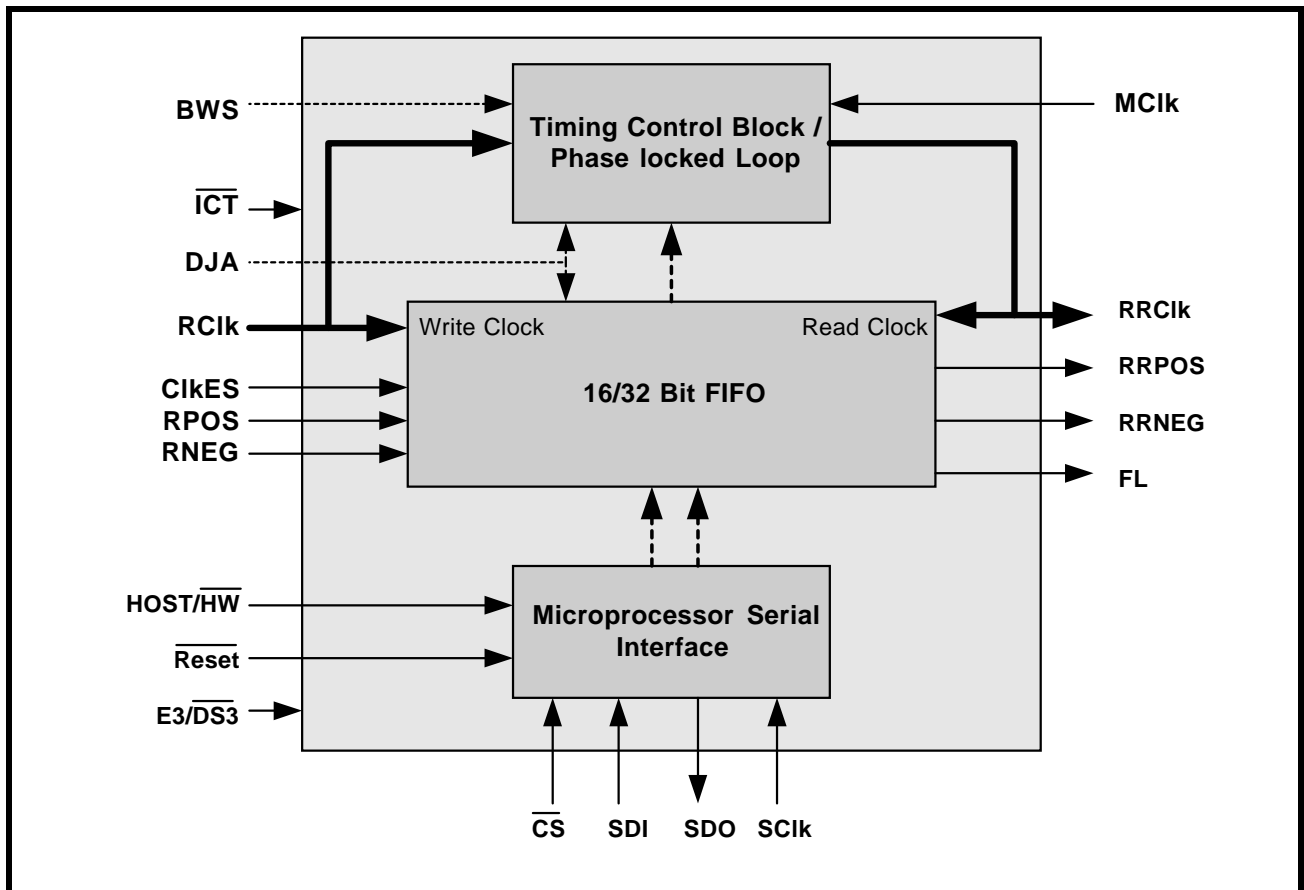 BWS
MClk
Timing Control Block /
Phase locked Loop
ICT
DJA
RClk
Write Clock
Read Clock
RRClk
RRPOS
ClkES
16/32 Bit FIFO
RPOS
RRNEG
RNEG
FL
HOST/HW
Microprocessor Serial
Interface
Reset
E3/DS3
CS
SDI
SDO
SClk